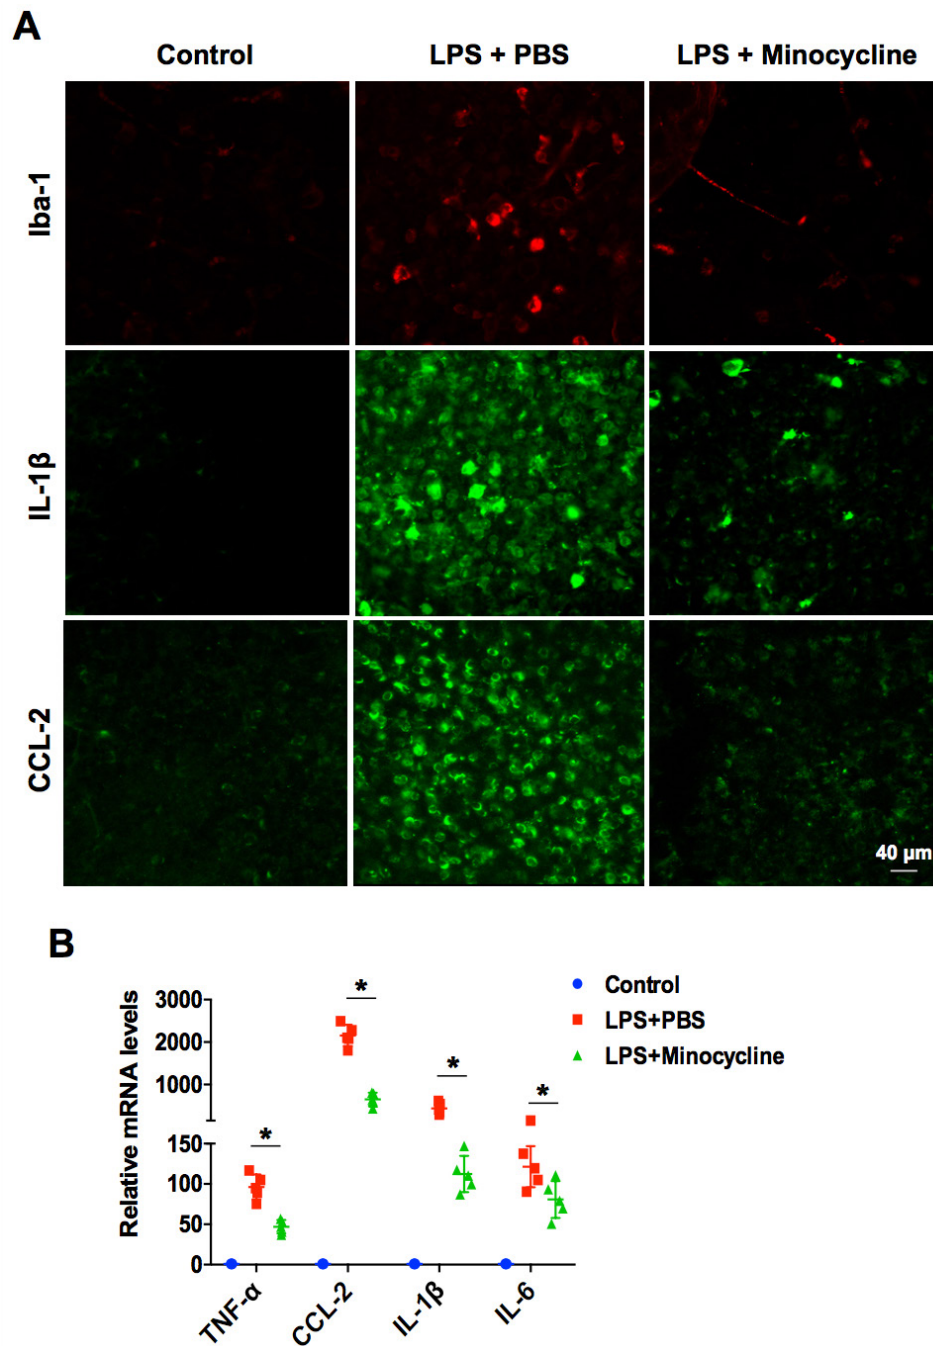 A
Control LPS + PBS LPS + Minocycline
Iba-1
IL-1β
CCL-2
40 µm
B
Relative mRNA levels
3000
2000
1000
150
100
50
0
TNF-α CCL-2 IL-1β IL-6
* * * *
Control
LPS+PBS
LPS+Minocycline